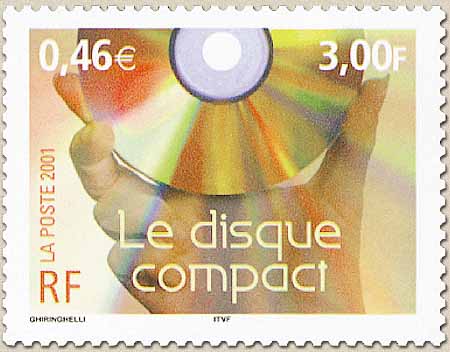 0,46€ 3,00F
LA POSTE 2001
Le disque
compact
RF
GHIRINGHELLI ITVF